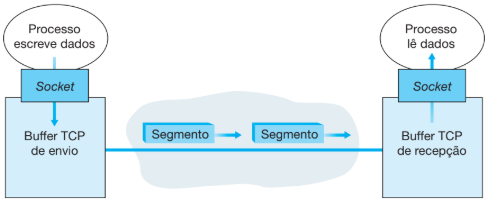 Processo
escreve dados
Processo
lê dados
Socket
Socket
Segmento
Segmento
Buffer TCP
de envio
Buffer TCP
de recepção